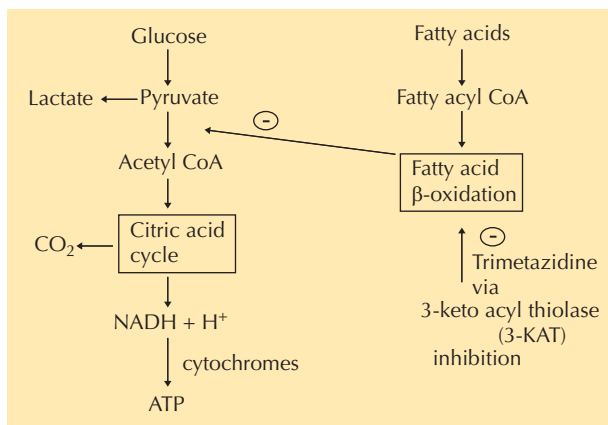 Glucose
Fatty acids
Lactate
Pyruvate
Fatty acyl CoA
-
Acetyl CoA
Fatty acid
β-oxidation
CO₂
Citric acid
cycle
-
Trimetazidine
via
3-keto acyl thiolase
(3-KAT)
inhibition
NADH + H⁺
cytochromes
ATP